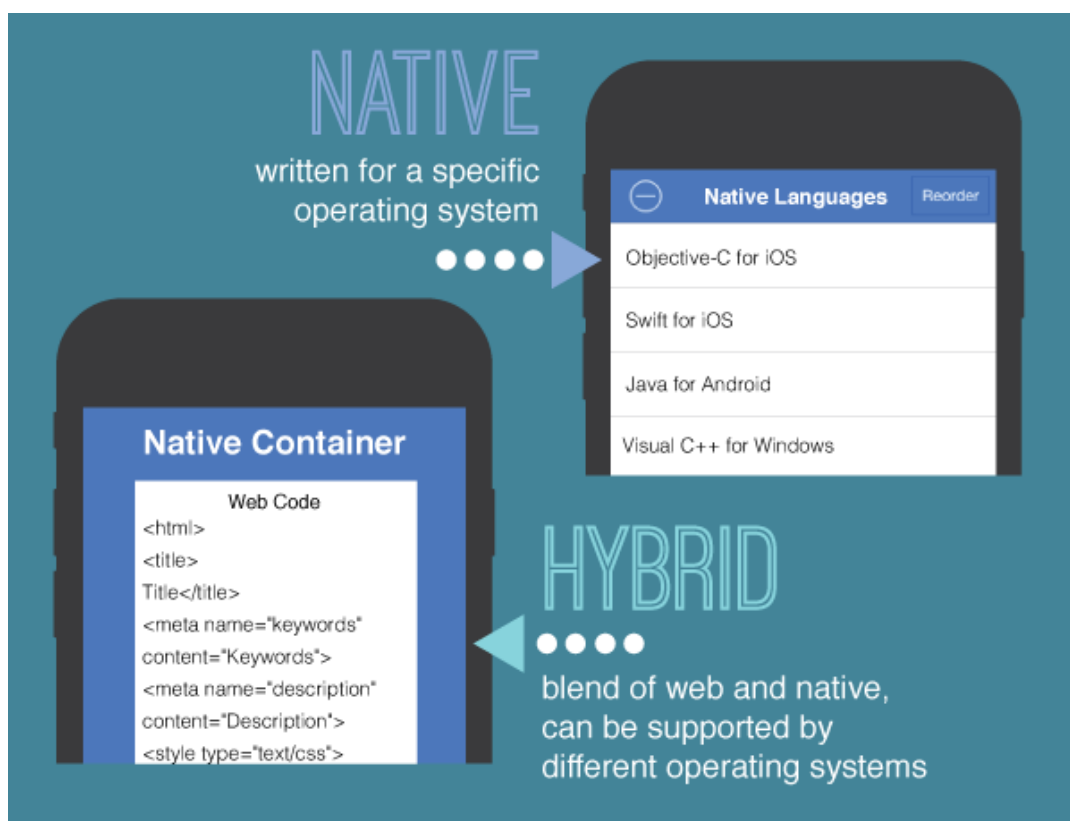 NATIVE
written for a specific
operating system
Native Languages
Reorder
Objective-C for iOS
Swift for iOS
Java for Android
Visual C++ for Windows
Native Container
Web Code
<html>
<title>
Title</title>
<meta name="keywords"
content="Keywords">
<meta name="description"
content="Description">
<style type="text/css">
HYBRID
blend of web and native,
can be supported by
different operating systems